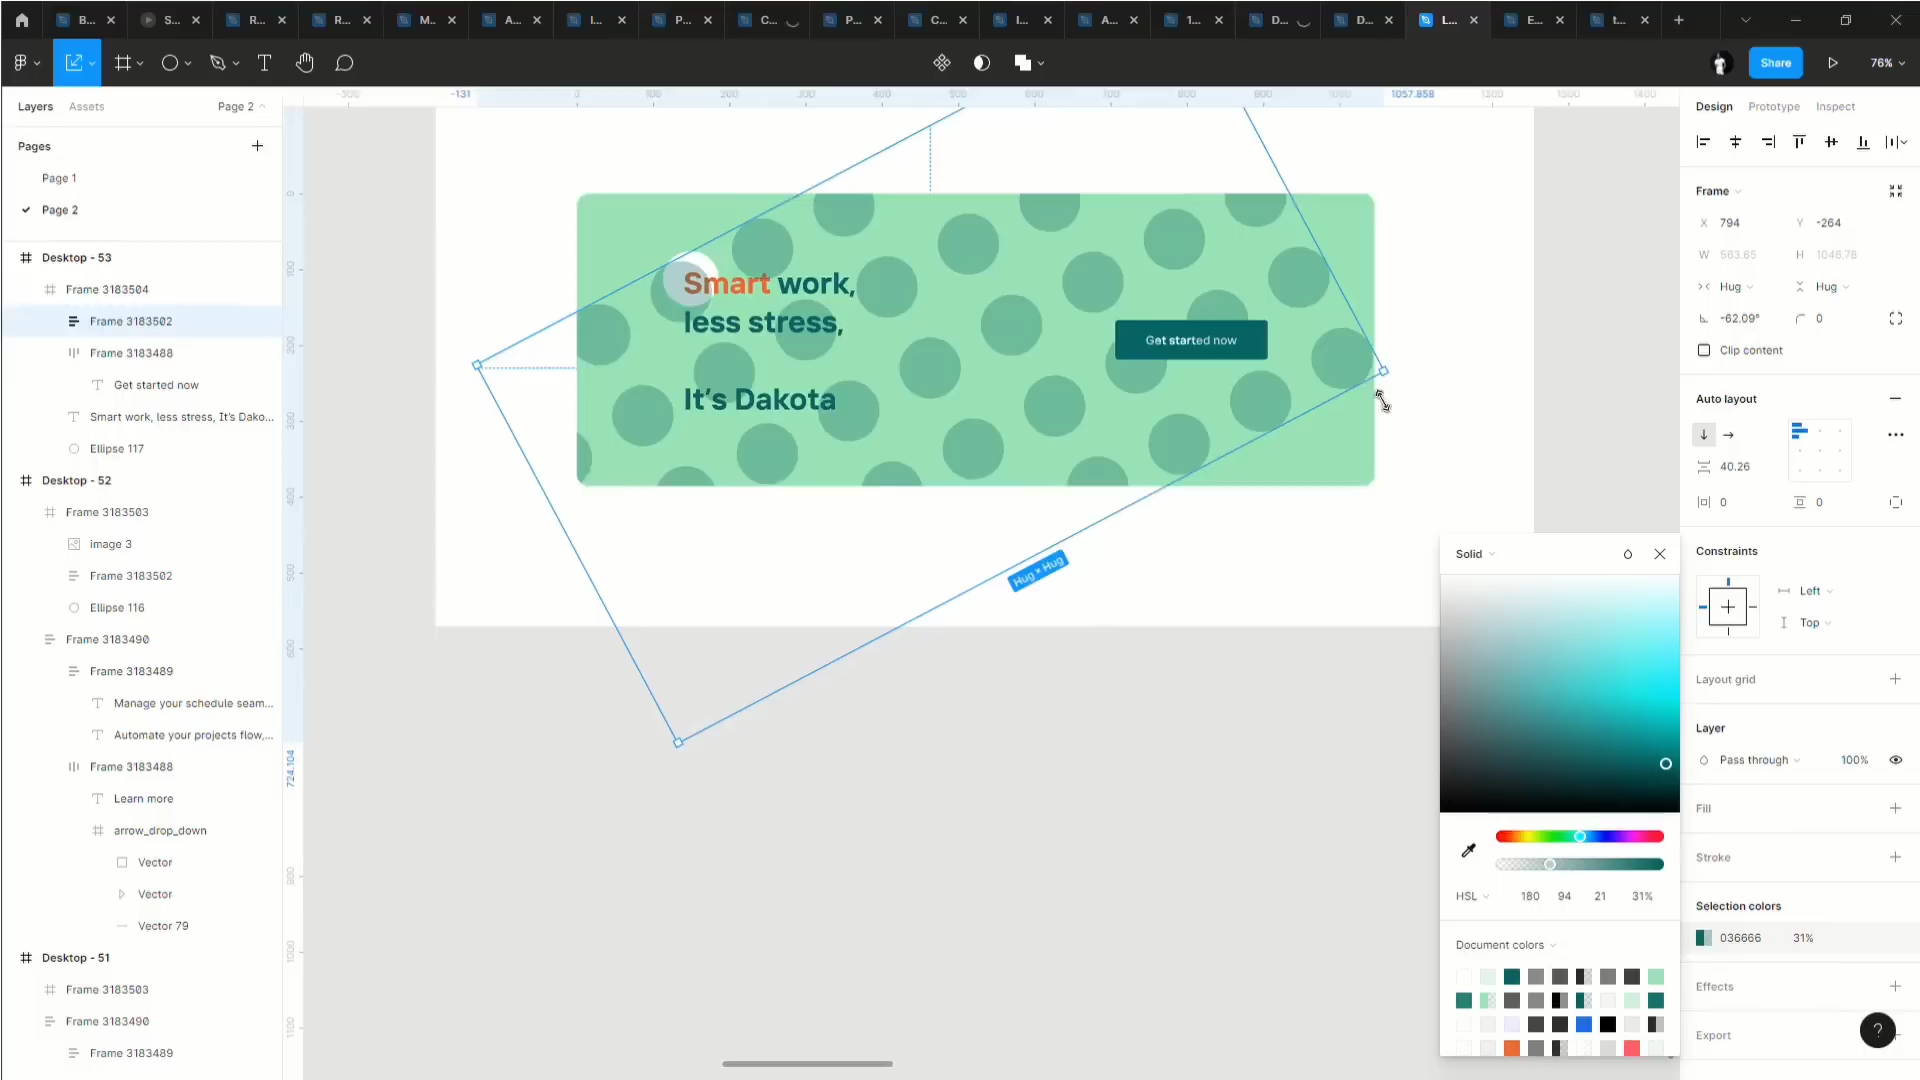 B...
S...
R...
R...
M...
A...
I...
P...
C...
P...
C...
I...
A...
1...
D...
D...
L...
E...
t...
Share
76%
Layers
Assets
Page 2
-131
1057.858
Design
Prototype
Inspect
Pages
Page 1
Page 2
Desktop - 53
Frame 3183504
Frame 3183502
Frame 3183488
Get started now
Smart work, less stress, It's Dako...
Ellipse 117
Desktop - 52
Frame 3183503
image 3
Frame 3183502
Ellipse 116
Frame 3183490
Frame 3183489
Manage your schedule seam...
Automate your projects flow,...
Frame 3183488
Learn more
arrow_drop_down
Vector
Vector
Vector 79
Desktop - 51
Frame 3183503
Frame 3183490
Frame 3183489
724.104
Smart work,
less stress,
It's Dakota
Get started now
Hug × Hug
Frame
X 794
Y -264
W 563.65
H 1046.78
Hug
Hug
-62.09°
0
Clip content
Auto layout
40.26
0
0
Constraints
Left
Top
Layout grid
Layer
Pass through
100%
Fill
Stroke
Selection colors
036666
31%
Effects
Export
?
Solid
HSL
180
94
21
31%
Document colors